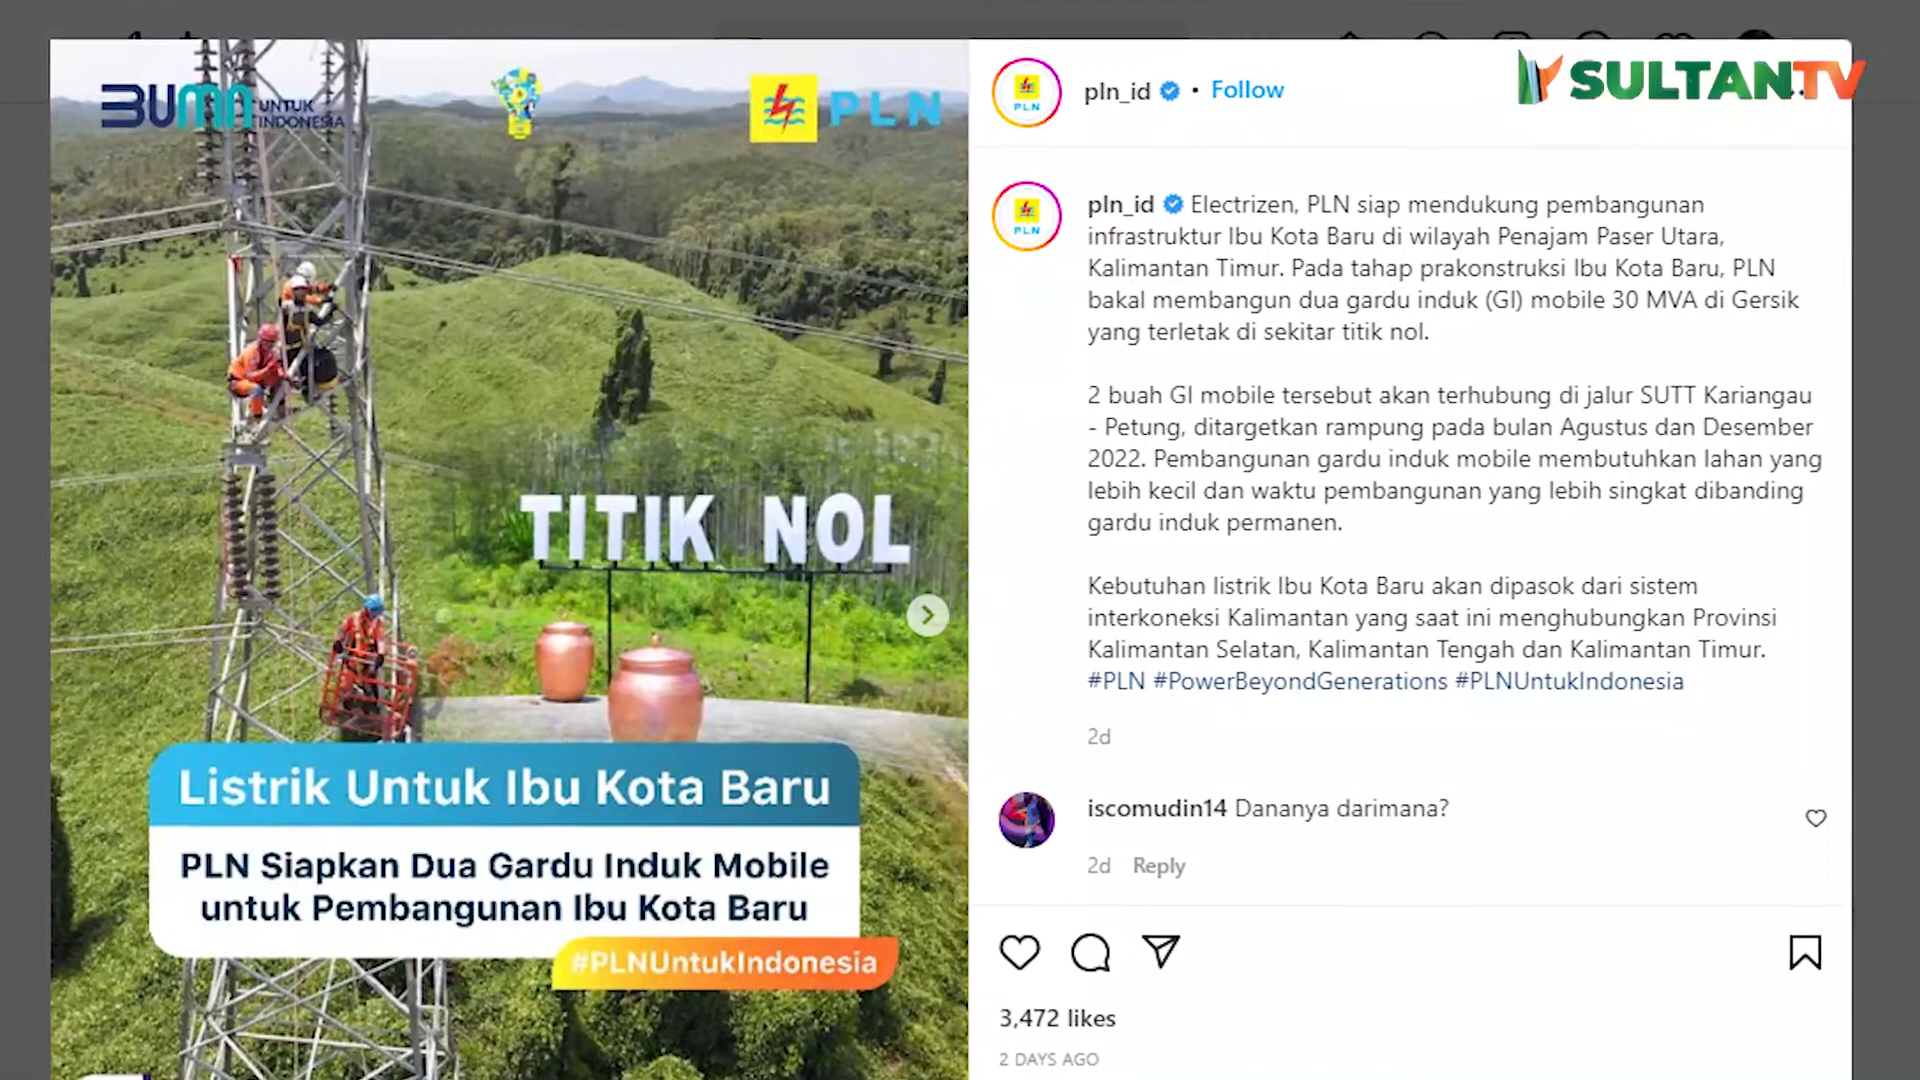 BUMN UNTUK
INDONESIA
PLN
TITIK NOL
Listrik Untuk Ibu Kota Baru
PLN Siapkan Dua Gardu Induk Mobile
untuk Pembangunan Ibu Kota Baru
#PLNUntukIndonesia
SULTANTV
PLN
pln_id • Follow
PLN
pln_id Electrizen, PLN siap mendukung pembangunan
infrastruktur Ibu Kota Baru di wilayah Penajam Paser Utara,
Kalimantan Timur. Pada tahap prakonstruksi Ibu Kota Baru, PLN
bakal membangun dua gardu induk (GI) mobile 30 MVA di Gersik
yang terletak di sekitar titik nol.
2 buah GI mobile tersebut akan terhubung di jalur SUTT Kariangau
- Petung, ditargetkan rampung pada bulan Agustus dan Desember
2022. Pembangunan gardu induk mobile membutuhkan lahan yang
lebih kecil dan waktu pembangunan yang lebih singkat dibanding
gardu induk permanen.
Kebutuhan listrik Ibu Kota Baru akan dipasok dari sistem
interkoneksi Kalimantan yang saat ini menghubungkan Provinsi
Kalimantan Selatan, Kalimantan Tengah dan Kalimantan Timur.
#PLN #PowerBeyondGenerations #PLNUntukIndonesia
2d
iscomudin14 Dananya darimana?
2d Reply
3,472 likes
2 DAYS AGO